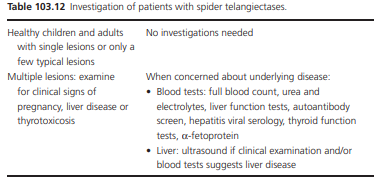 Table 103.12 Investigation of patients with spider telangiectases.
Healthy children and adults
with single lesions or only a
few typical lesions
No investigations needed
Multiple lesions: examine
for clinical signs of
pregnancy, liver disease or
thyrotoxicosis
When concerned about underlying disease:
• Blood tests: full blood count, urea and
electrolytes, liver function tests, autoantibody
screen, hepatitis viral serology, thyroid function
tests, α-fetoprotein
• Liver: ultrasound if clinical examination and/or
blood tests suggests liver disease